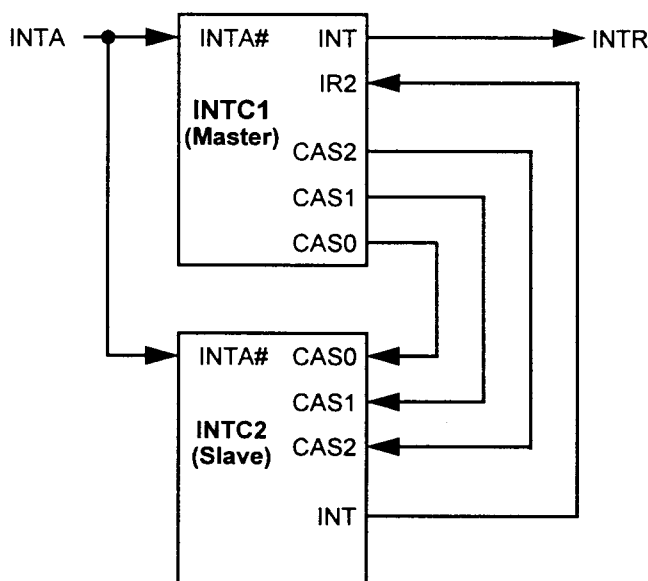 INTA
INTA# INT
INTR
IR2
INTC1
(Master)
CAS2
CAS1
CAS0
INTA# CAS0
CAS1
INTC2
(Slave)
CAS2
INT